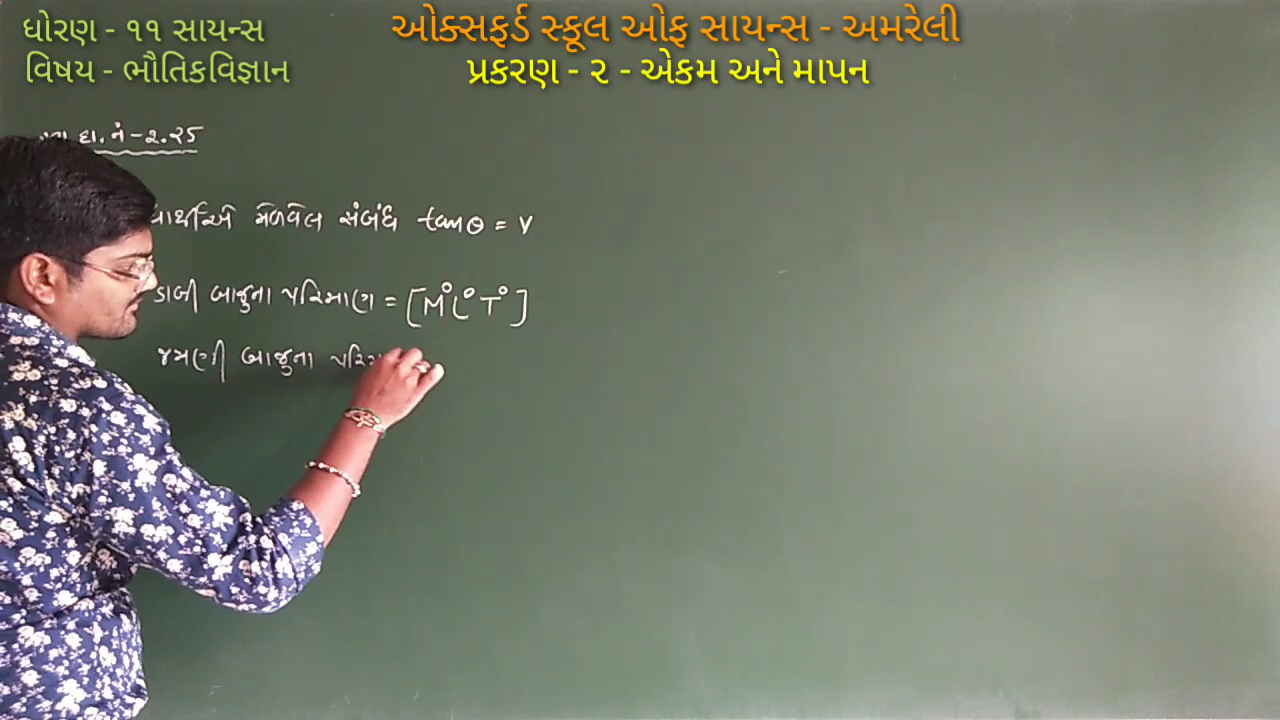 ધોરણ - ૧૧ સાયન્સ
ઓક્સફર્ડ સ્કૂલ ઓફ સાયન્સ - અમરેલી
વિષય - ભૌતિકવિજ્ઞાન
પ્રકરણ - ૨ - એકમ અને માપન
દા. નં - ૨.૨૫
મેળવેલ સંબંધ tanθ = v
ડાબી બાજુના પરિમાણ = [M⁰L⁰T⁰]
જમણી બાજુના